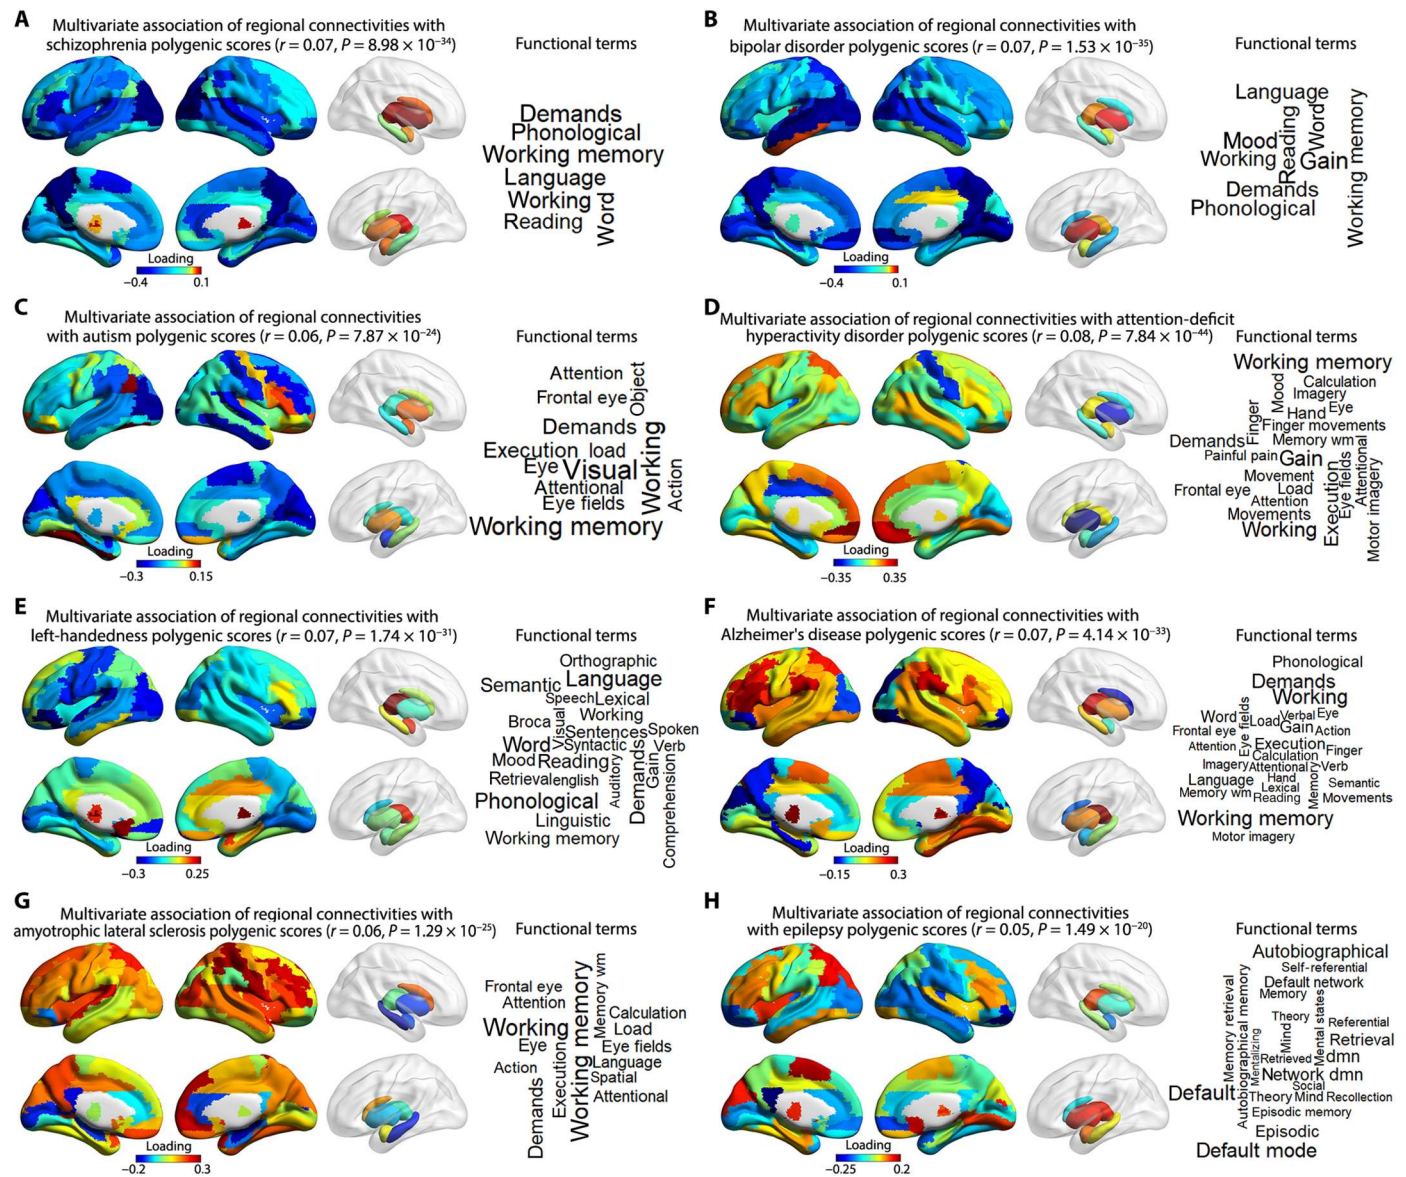 A
Multivariate association of regional connectivities with
schizophrenia polygenic scores (r = 0.07, P = 8.98 × 10⁻³⁴)
Functional terms
Demands
Phonological
Working memory
Language
Working
Reading
Word
Loading
−0.4
0.1
B
Multivariate association of regional connectivities with
bipolar disorder polygenic scores (r = 0.07, P = 1.53 × 10⁻³⁵)
Functional terms
Language
Reading
Word
Mood
Working
Gain
Working memory
Demands
Phonological
Loading
−0.4
0.1
C
Multivariate association of regional connectivities
with autism polygenic scores (r = 0.06, P = 7.87 × 10⁻²⁴)
Functional terms
Attention
Object
Frontal eye
Demands
Execution load
Eye
Visual
Working
Action
Attentional
Eye fields
Working memory
Loading
−0.3
0.15
D
Multivariate association of regional connectivities with attention-deficit
hyperactivity disorder polygenic scores (r = 0.08, P = 7.84 × 10⁻⁴⁴)
Functional terms
Working memory
Mood
Calculation
Imagery
Finger
Hand
Eye
Finger movements
Demands
Memory wm
Painful pain
Gain
Attentional
Movement
Execution
Eye fields
Motor imagery
Frontal eye
Load
Attention
Movements
Working
Loading
−0.35
0.35
E
Multivariate association of regional connectivities with
left-handedness polygenic scores (r = 0.07, P = 1.74 × 10⁻³¹)
Functional terms
Orthographic
Semantic
Language
Speech
Lexical
Broca
Visual
Working
Sentences
Spoken
Word
Syntactic
Verb
Mood
Reading
Auditory
Demands
Gain
Comprehension
Retrieval
english
Phonological
Linguistic
Working memory
Loading
−0.3
0.25
F
Multivariate association of regional connectivities with
Alzheimer's disease polygenic scores (r = 0.07, P = 4.14 × 10⁻³³)
Functional terms
Phonological
Demands
Working
Word
Eye fields
Load
Verbal
Eye
Frontal eye
Gain
Action
Attention
Execution
Finger
Calculation
Imagery
Attentional
Verb
Language
Hand
Memory
Semantic
Memory wm
Lexical
Reading
Movements
Working memory
Motor imagery
Loading
−0.15
0.3
G
Multivariate association of regional connectivities with
amyotrophic lateral sclerosis polygenic scores (r = 0.06, P = 1.29 × 10⁻²⁵)
Functional terms
Frontal eye
Attention
Working memory
Memory wm
Calculation
Working
Load
Eye
Eye fields
Execution
Language
Action
Spatial
Demands
Attentional
Loading
−0.2
0.3
H
Multivariate association of regional connectivities
with epilepsy polygenic scores (r = 0.05, P = 1.49 × 10⁻²⁰)
Functional terms
Autobiographical
Self-referential
Default network
Memory
Memory retrieval
Autobiographical memory
Mentalizing
Theory
Mind
Mental states
Referential
Retrieval
Retrieved
dmn
Network dmn
Social
Default
Theory Mind
Recollection
Episodic memory
Episodic
Default mode
Loading
−0.25
0.2